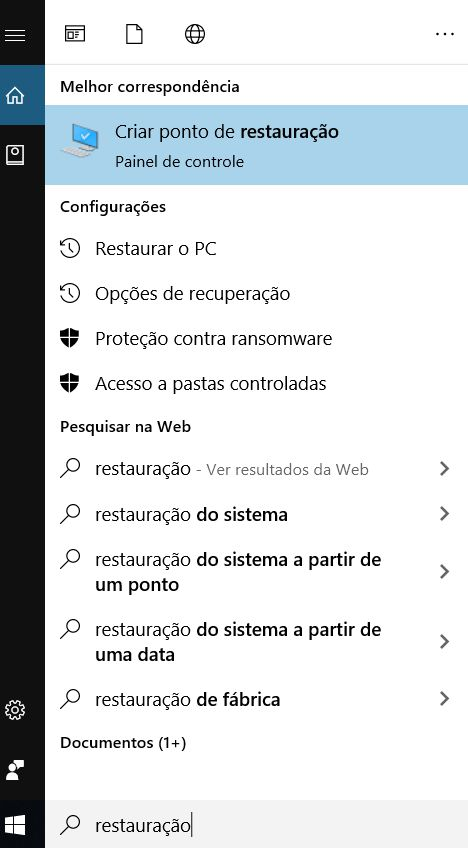 Melhor correspondência
Criar ponto de restauração
Painel de controle
Configurações
Restaurar o PC
Opções de recuperação
Proteção contra ransomware
Acesso a pastas controladas
Pesquisar na Web
restauração - Ver resultados da Web
restauração do sistema
restauração do sistema a partir de
um ponto
restauração do sistema a partir de
uma data
restauração de fábrica
Documentos (1+)
restauração